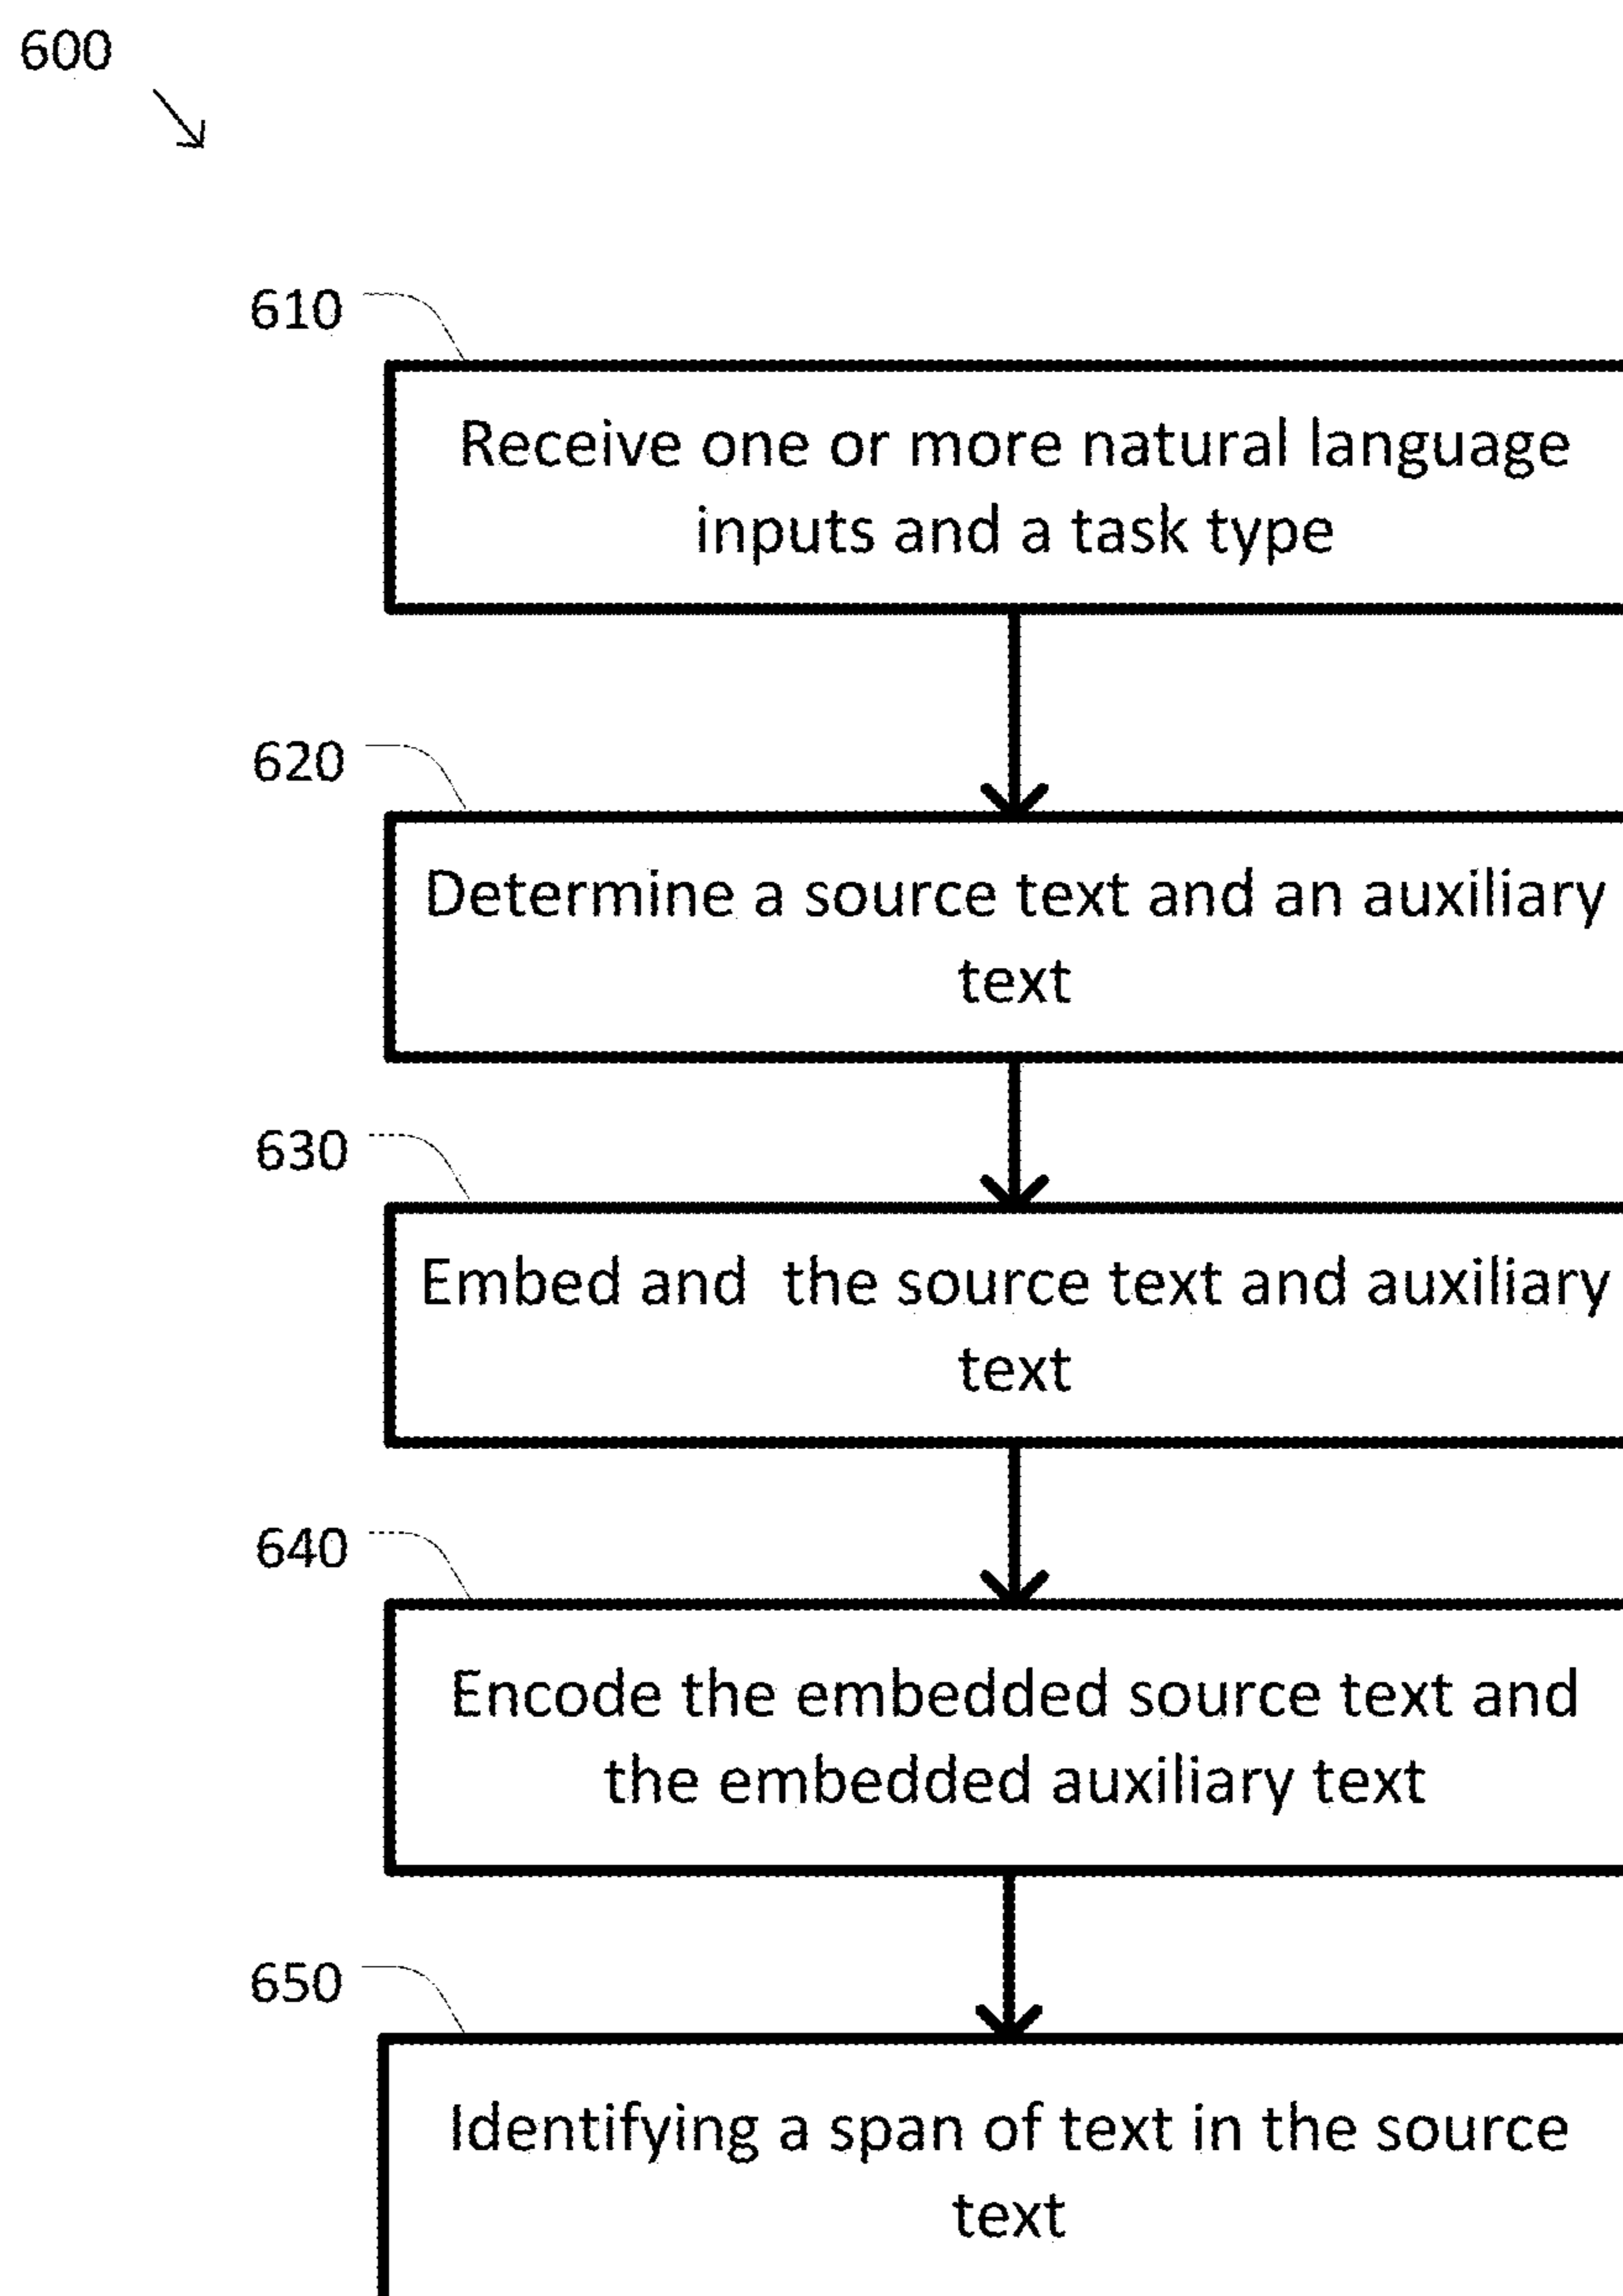 600
610
Receive one or more natural language
inputs and a task type
620
Determine a source text and an auxiliary
text
630
Embed and  the source text and auxiliary
text
640
Encode the embedded source text and
the embedded auxiliary text
650
Identifying a span of text in the source
text